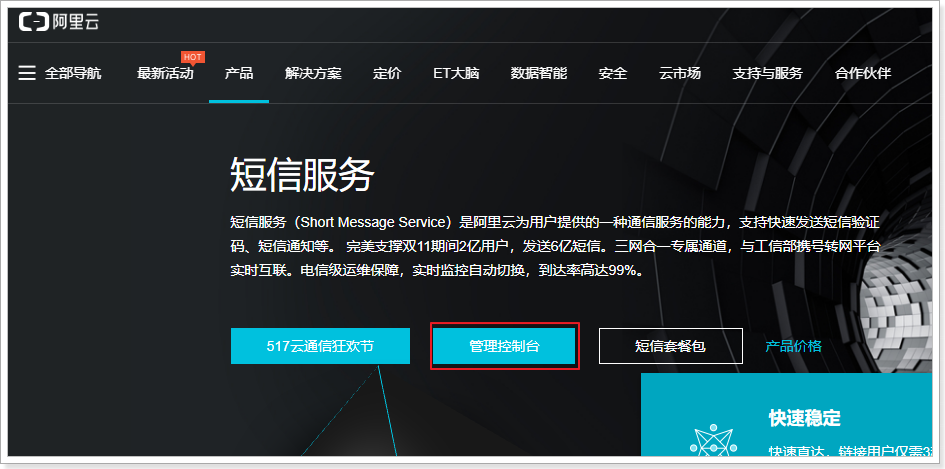 阿里云
全部导航 最新活动 HOT 产品 解决方案 定价 ET大脑 数据智能 安全 云市场 支持与服务 合作伙伴
短信服务
短信服务（Short Message Service）是阿里云为用户提供的一种通信服务的能力，支持快速发送短信验证
码、短信通知等。 完美支撑双11期间2亿用户，发送6亿短信。三网合一专属通道，与工信部携号转网平台
实时互联。电信级运维保障，实时监控自动切换，到达率高达99%。
517云通信狂欢节 管理控制台 短信套餐包 产品价格
快速稳定
快速直达，链接用户仅需3